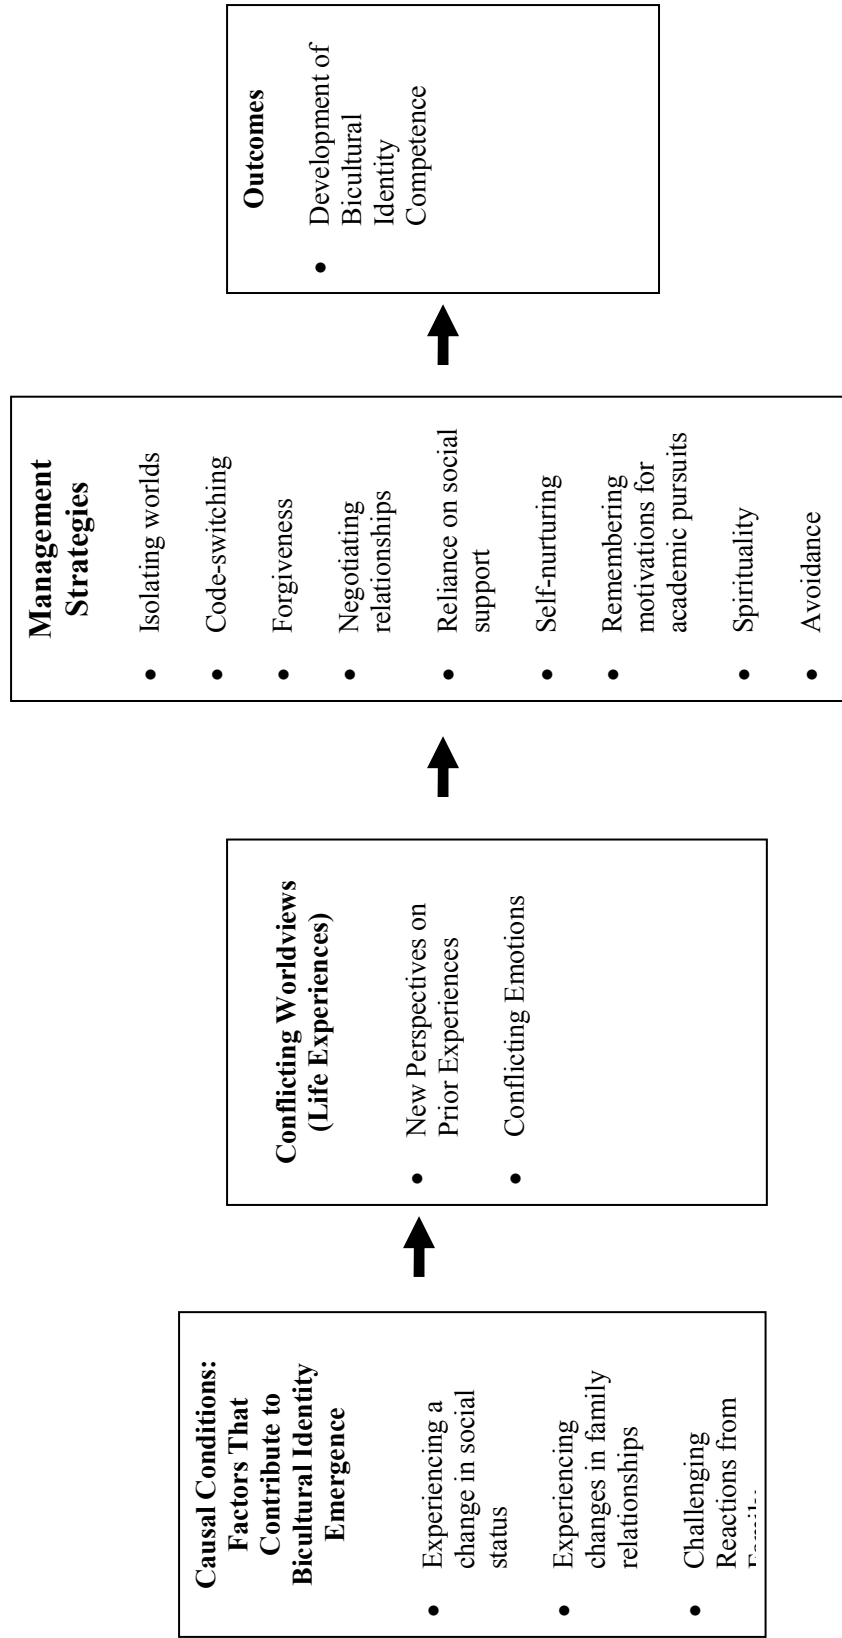 Causal Conditions:
Factors That
Contribute to
Bicultural Identity
Emergence
• Experiencing a
change in social
status
• Experiencing
changes in family
relationships
• Challenging
Reactions from
Family
Conflicting Worldviews
(Life Experiences)
• New Perspectives on
Prior Experiences
• Conflicting Emotions
Management
Strategies
• Isolating worlds
• Code-switching
• Forgiveness
• Negotiating
relationships
• Reliance on social
support
• Self-nurturing
• Remembering
motivations for
academic pursuits
• Spirituality
• Avoidance
Outcomes
• Development of
Bicultural
Identity
Competence